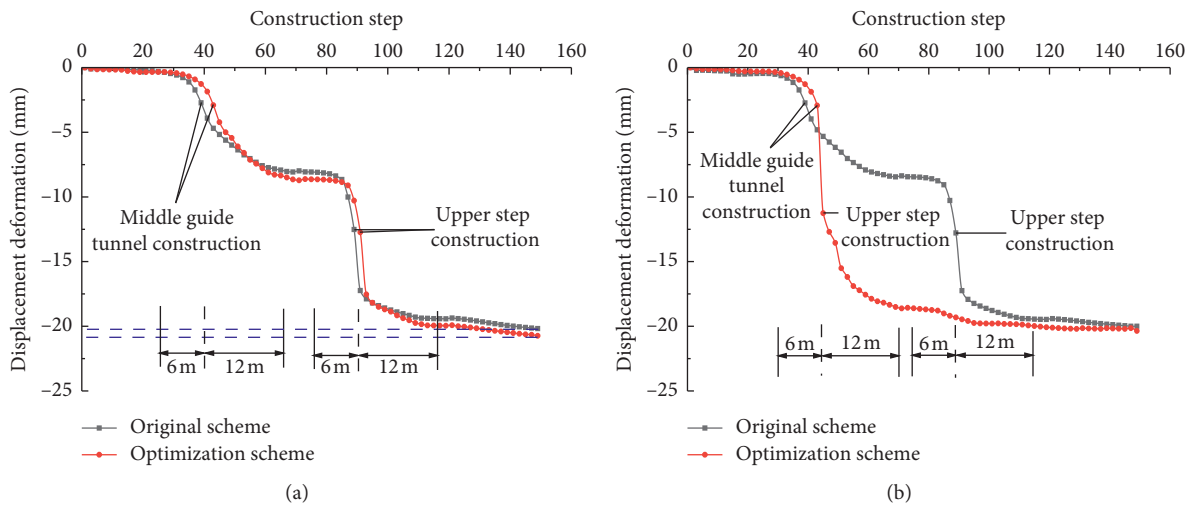 Construction step
0 20 40 60 80 100 120 140 160
0
−5
−10
−15
−20
−25
Displacement deformation (mm)
Middle guide
tunnel construction
Upper step
construction
6 m 12 m 6 m 12 m
Original scheme
Optimization scheme
(a)
Construction step
0 20 40 60 80 100 120 140 160
0
−5
−10
−15
−20
−25
Displacement deformation (mm)
Middle guide
tunnel
construction
Upper step
construction
Upper step
construction
6 m 12 m 6 m 12 m
Original scheme
Optimization scheme
(b)